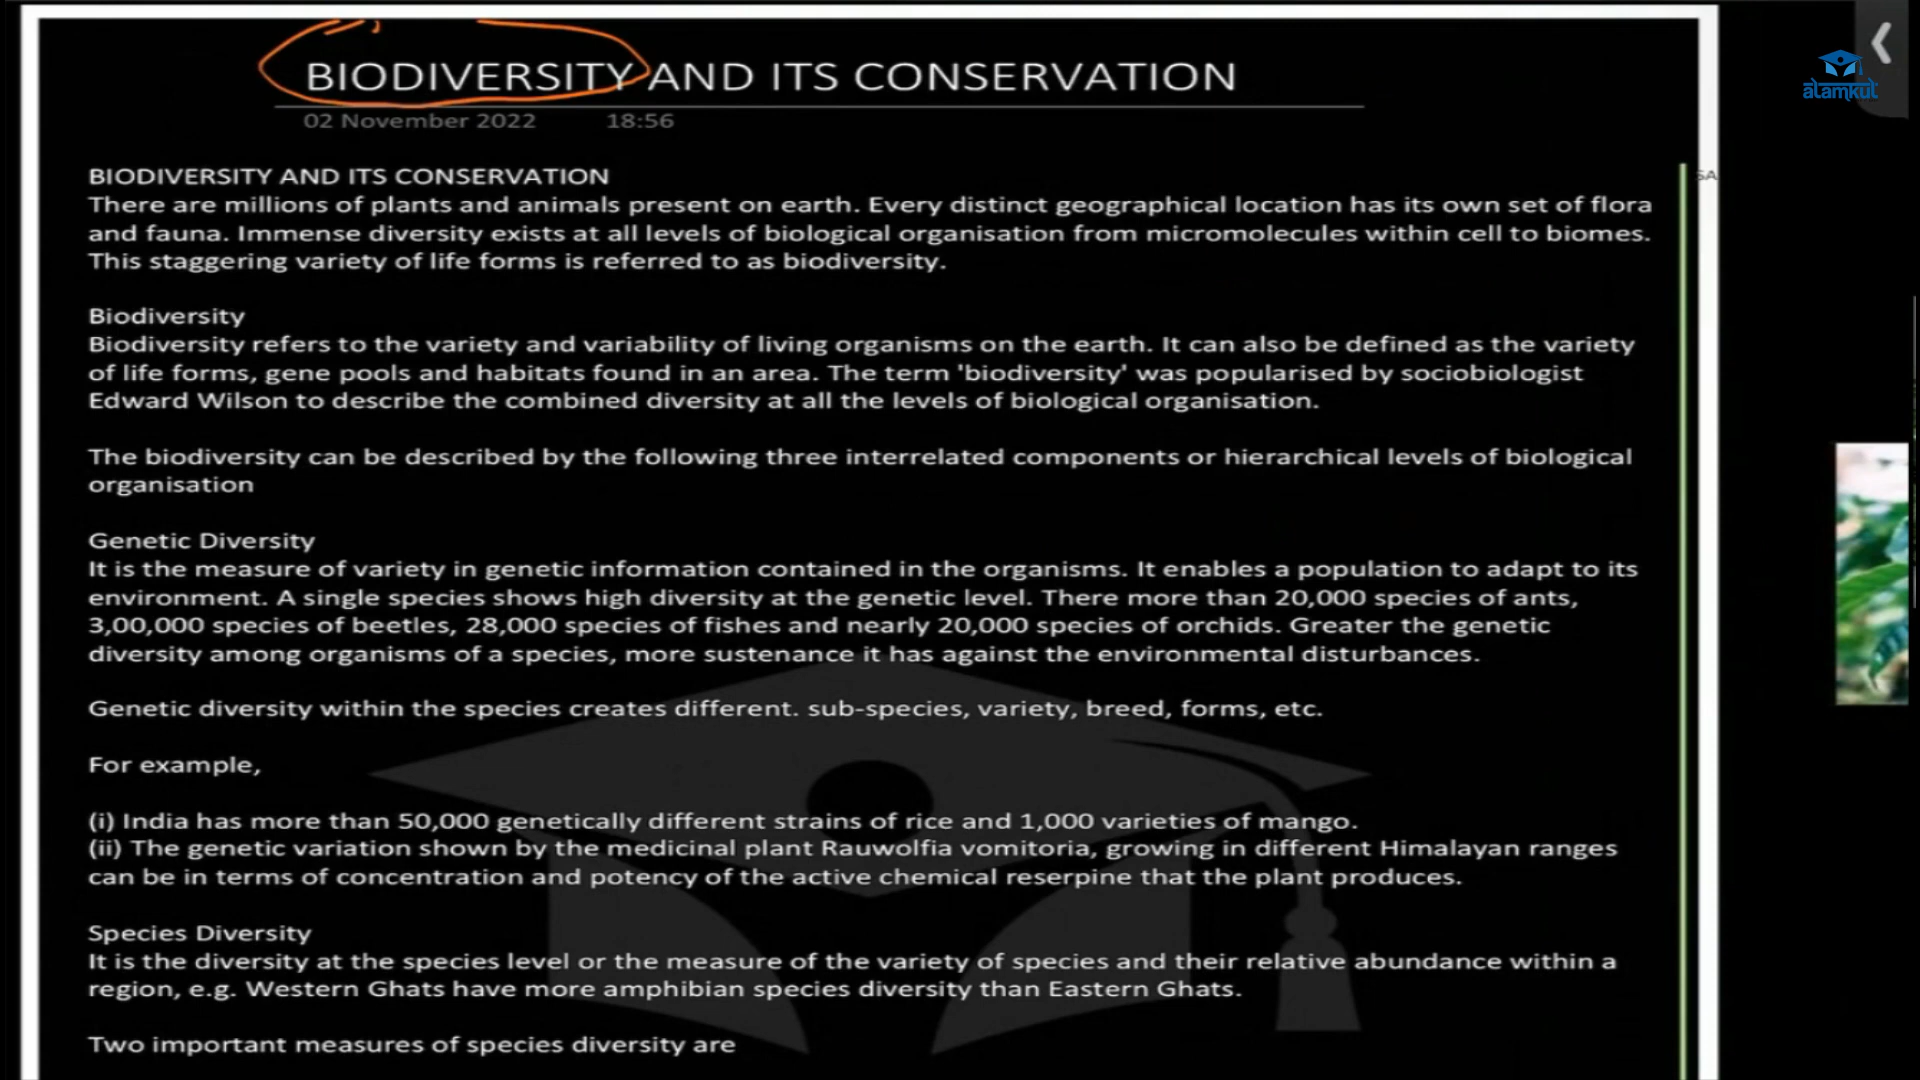 BIODIVERSITY AND ITS CONSERVATION
02 November 2022 18:56
atamkut
BIODIVERSITY AND ITS CONSERVATION
SA
There are millions of plants and animals present on earth. Every distinct geographical location has its own set of flora
and fauna. Immense diversity exists at all levels of biological organisation from micromolecules within cell to biomes.
This staggering variety of life forms is referred to as biodiversity.
Biodiversity
Biodiversity refers to the variety and variability of living organisms on the earth. It can also be defined as the variety
of life forms, gene pools and habitats found in an area. The term 'biodiversity' was popularised by sociobiologist
Edward Wilson to describe the combined diversity at all the levels of biological organisation.
The biodiversity can be described by the following three interrelated components or hierarchical levels of biological
organisation
Genetic Diversity
It is the measure of variety in genetic information contained in the organisms. It enables a population to adapt to its
environment. A single species shows high diversity at the genetic level. There more than 20,000 species of ants,
3,00,000 species of beetles, 28,000 species of fishes and nearly 20,000 species of orchids. Greater the genetic
diversity among organisms of a species, more sustenance it has against the environmental disturbances.
Genetic diversity within the species creates different. sub-species, variety, breed, forms, etc.
For example,
(i) India has more than 50,000 genetically different strains of rice and 1,000 varieties of mango.
(ii) The genetic variation shown by the medicinal plant Rauwolfia vomitoria, growing in different Himalayan ranges
can be in terms of concentration and potency of the active chemical reserpine that the plant produces.
Species Diversity
It is the diversity at the species level or the measure of the variety of species and their relative abundance within a
region, e.g. Western Ghats have more amphibian species diversity than Eastern Ghats.
Two important measures of species diversity are